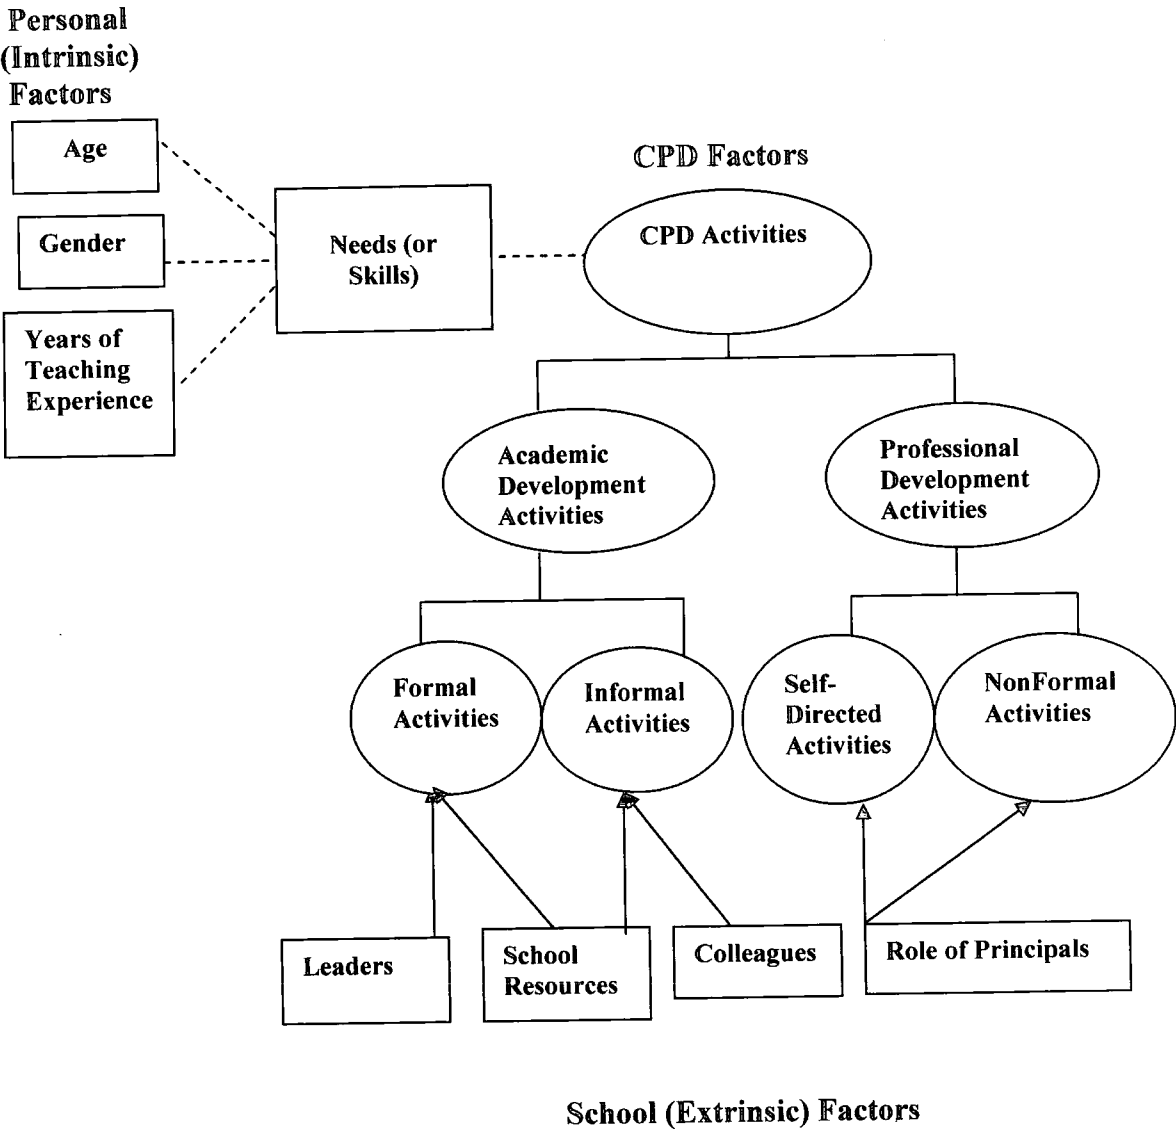 Personal
(Intrinsic)
Factors
Age
CPD Factors
Gender
Needs (or
Skills)
CPD Activities
Years of
Teaching
Experience
Academic
Development
Activities
Professional
Development
Activities
Formal
Activities
Informal
Activities
Self-
Directed
Activities
NonFormal
Activities
Leaders
School
Resources
Colleagues
Role of Principals
School (Extrinsic) Factors